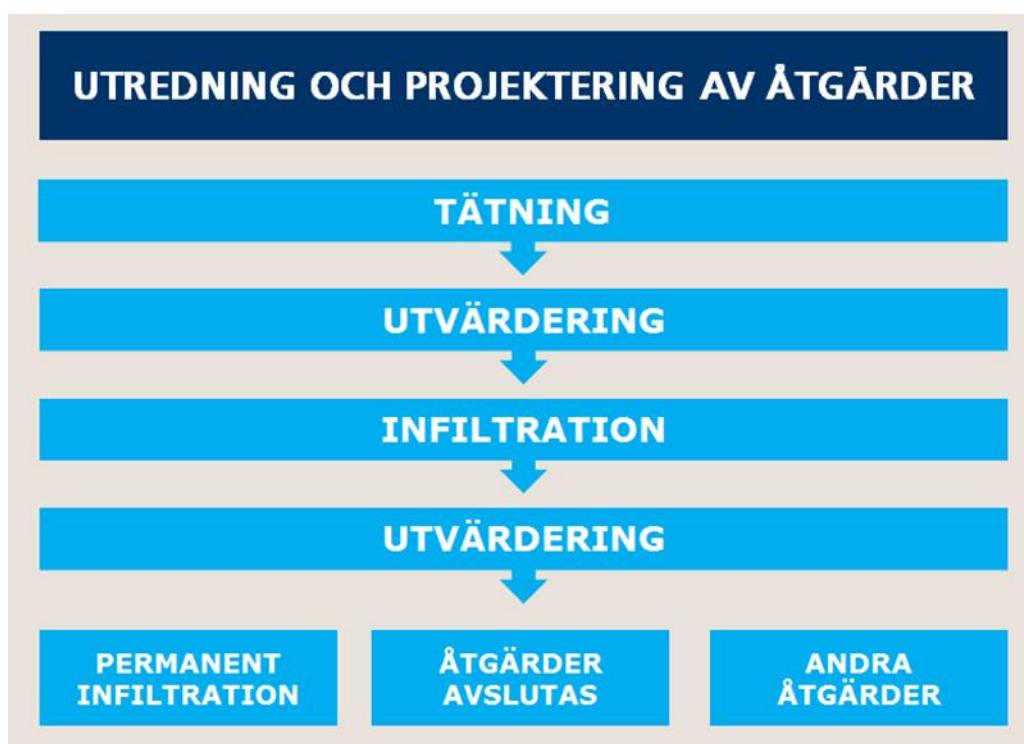 UTREDNING OCH PROJEKTERING AV ÅTGÄRDER
TÄTNING
UTVÄRDERING
INFILTRATION
UTVÄRDERING
PERMANENT
INFILTRATION
ÅTGÄRDER
AVSLUTAS
ANDRA
ÅTGÄRDER